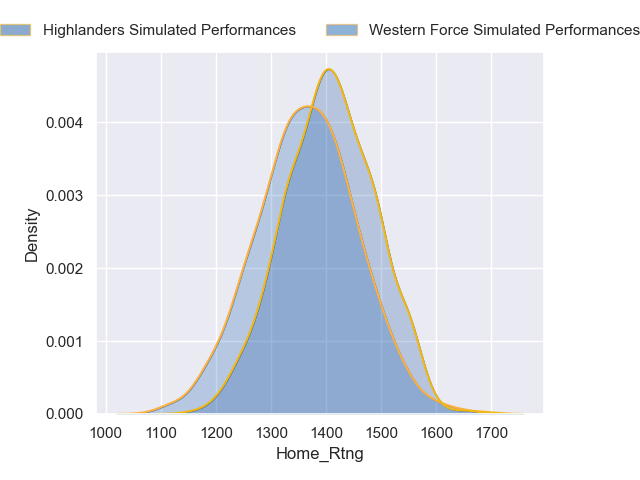 Highlanders Simulated Performances
Western Force Simulated Performances
0.004
0.003
0.002
0.001
0.000
Density
1000 1100 1200 1300 1400 1500 1600 1700
Home_Rtng